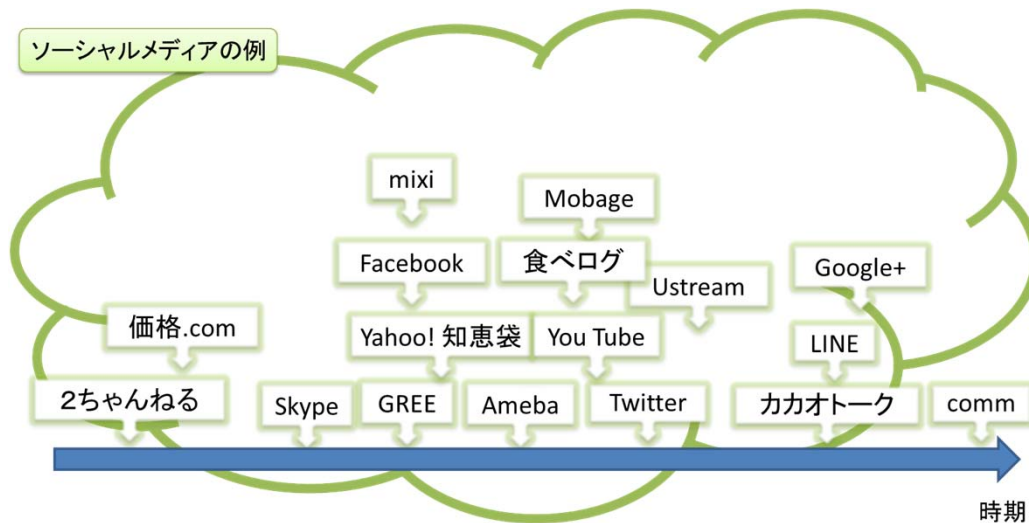 ソーシャルメディアの例
mixi
Mobage
Facebook
食べログ
Ustream
Google+
価格.com
Yahoo! 知恵袋
You Tube
LINE
2ちゃんねる
Skype
GREE
Ameba
Twitter
カカオトーク
comm
時期